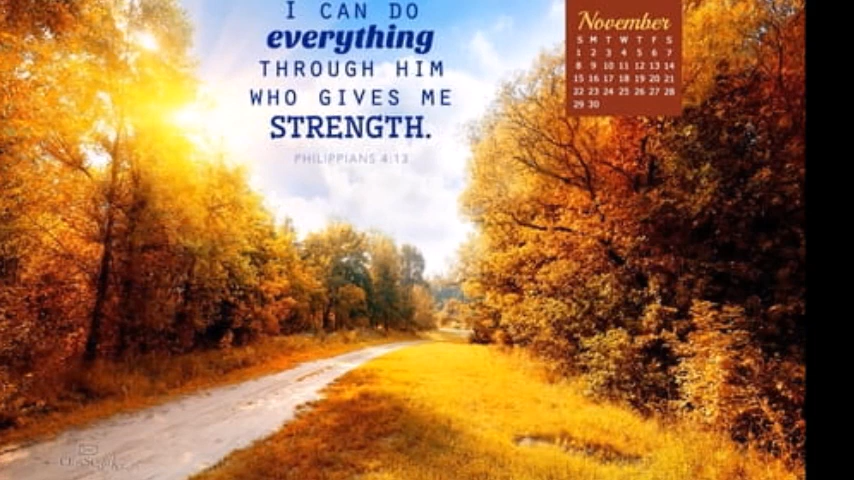 I CAN DO
everything
THROUGH HIM
WHO GIVES ME
STRENGTH.
PHILIPPIANS 4:13
November
S M T W T F S
1 2 3 4 5 6 7
8 9 10 11 12 13 14
15 16 17 18 19 20 21
22 23 24 25 26 27 28
29 30